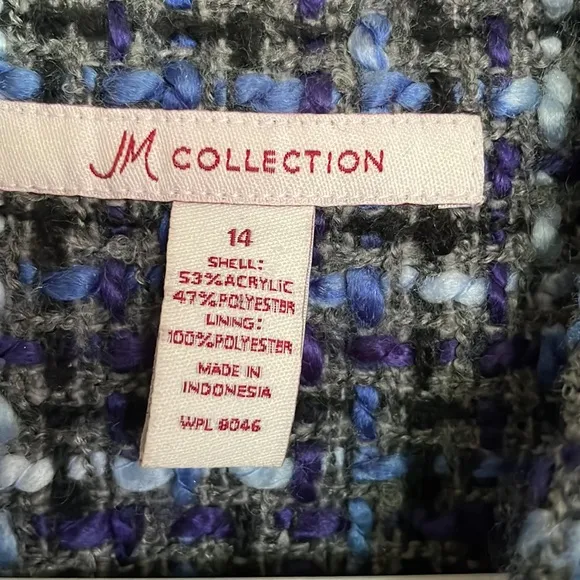 JM COLLECTION
14
SHELL:
53%ACRYLIC
47%POLYESTER
LINING:
100%POLYESTER
MADE IN
INDONESIA
WPL 8046